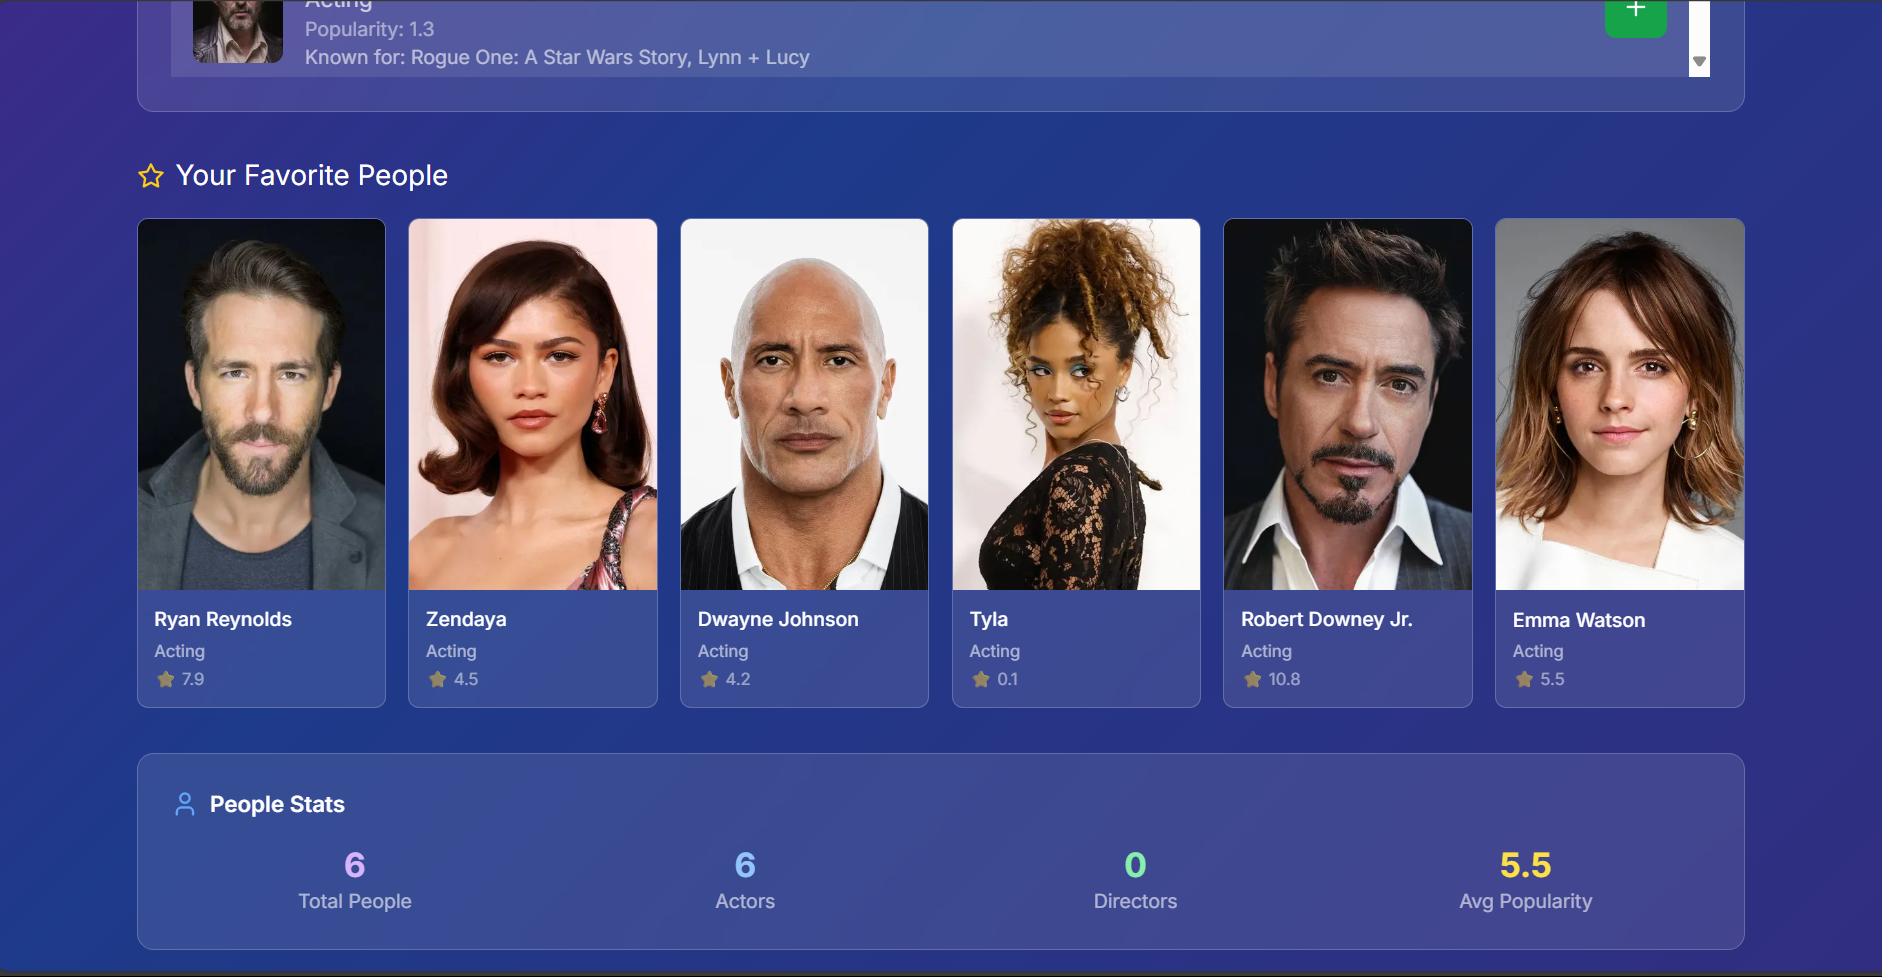 Acting
Popularity: 1.3
Known for: Rogue One: A Star Wars Story, Lynn + Lucy
Your Favorite People
Ryan Reynolds
Acting
7.9
Zendaya
Acting
4.5
Dwayne Johnson
Acting
4.2
Tyla
Acting
0.1
Robert Downey Jr.
Acting
10.8
Emma Watson
Acting
5.5
People Stats
6
Total People
6
Actors
0
Directors
5.5
Avg Popularity